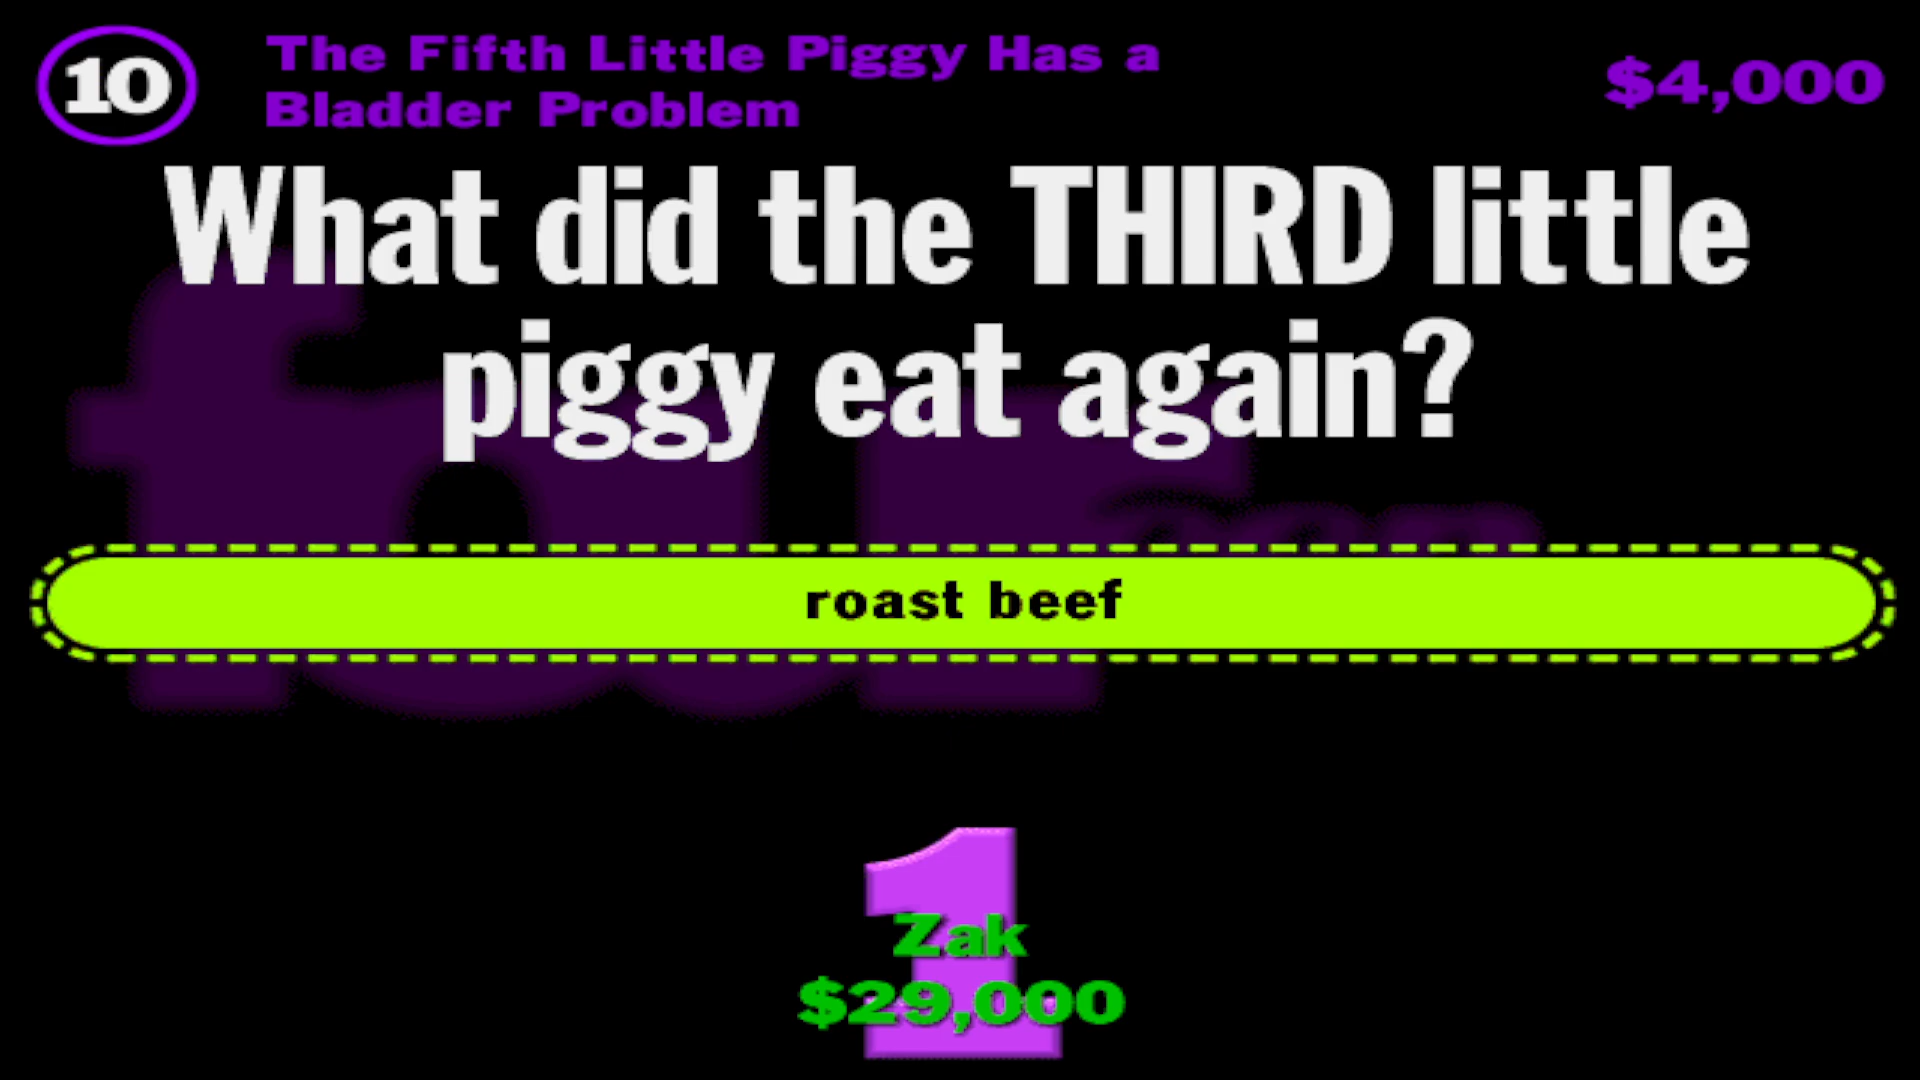 10
The Fifth Little Piggy Has a
Bladder Problem
$4,000
What did the THIRD little
piggy eat again?
roast beef
1
Zak
$29,000